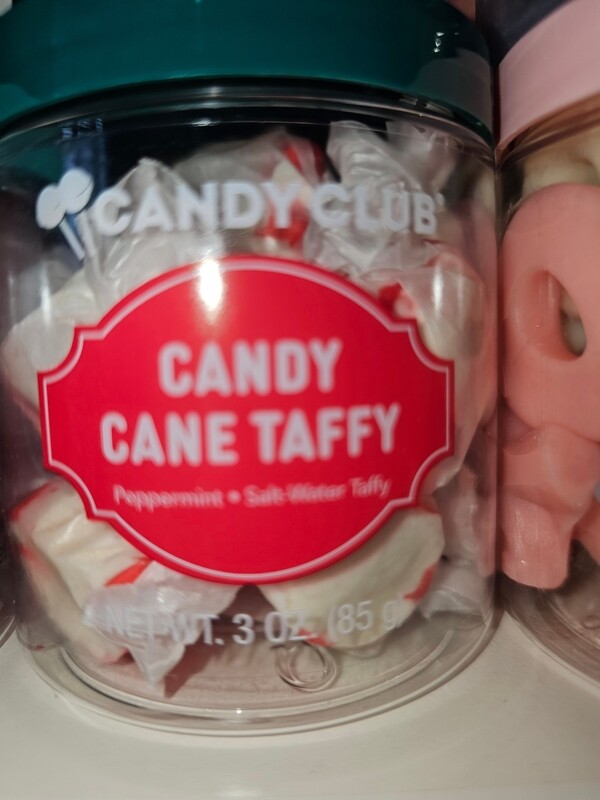 CANDY CLUB®
CANDY
CANE TAFFY
Peppermint • Salt Water Taffy
NET WT. 3 OZ. (85 g)